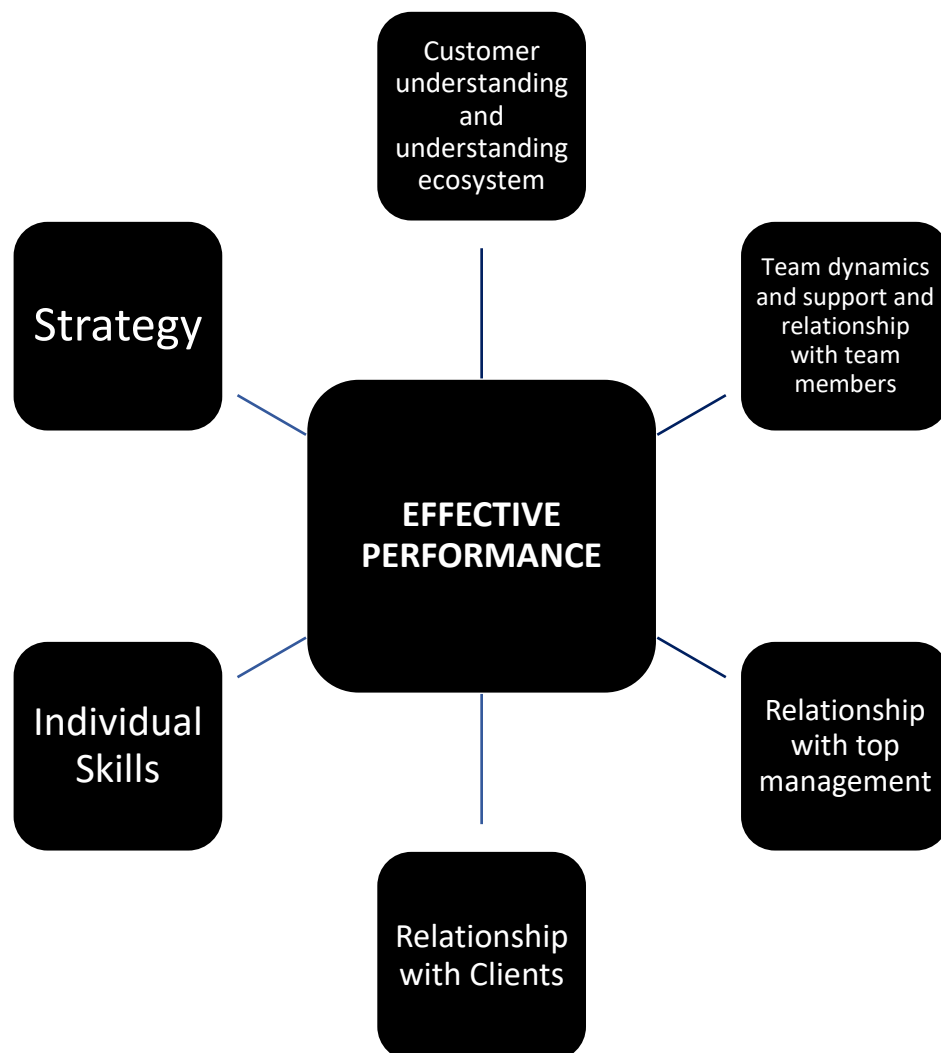 Customer
understanding
and
understanding
ecosystem
Strategy
Team dynamics
and support and
relationship
with team
members
EFFECTIVE
PERFORMANCE
Individual
Skills
Relationship
with top
management
Relationship
with Clients